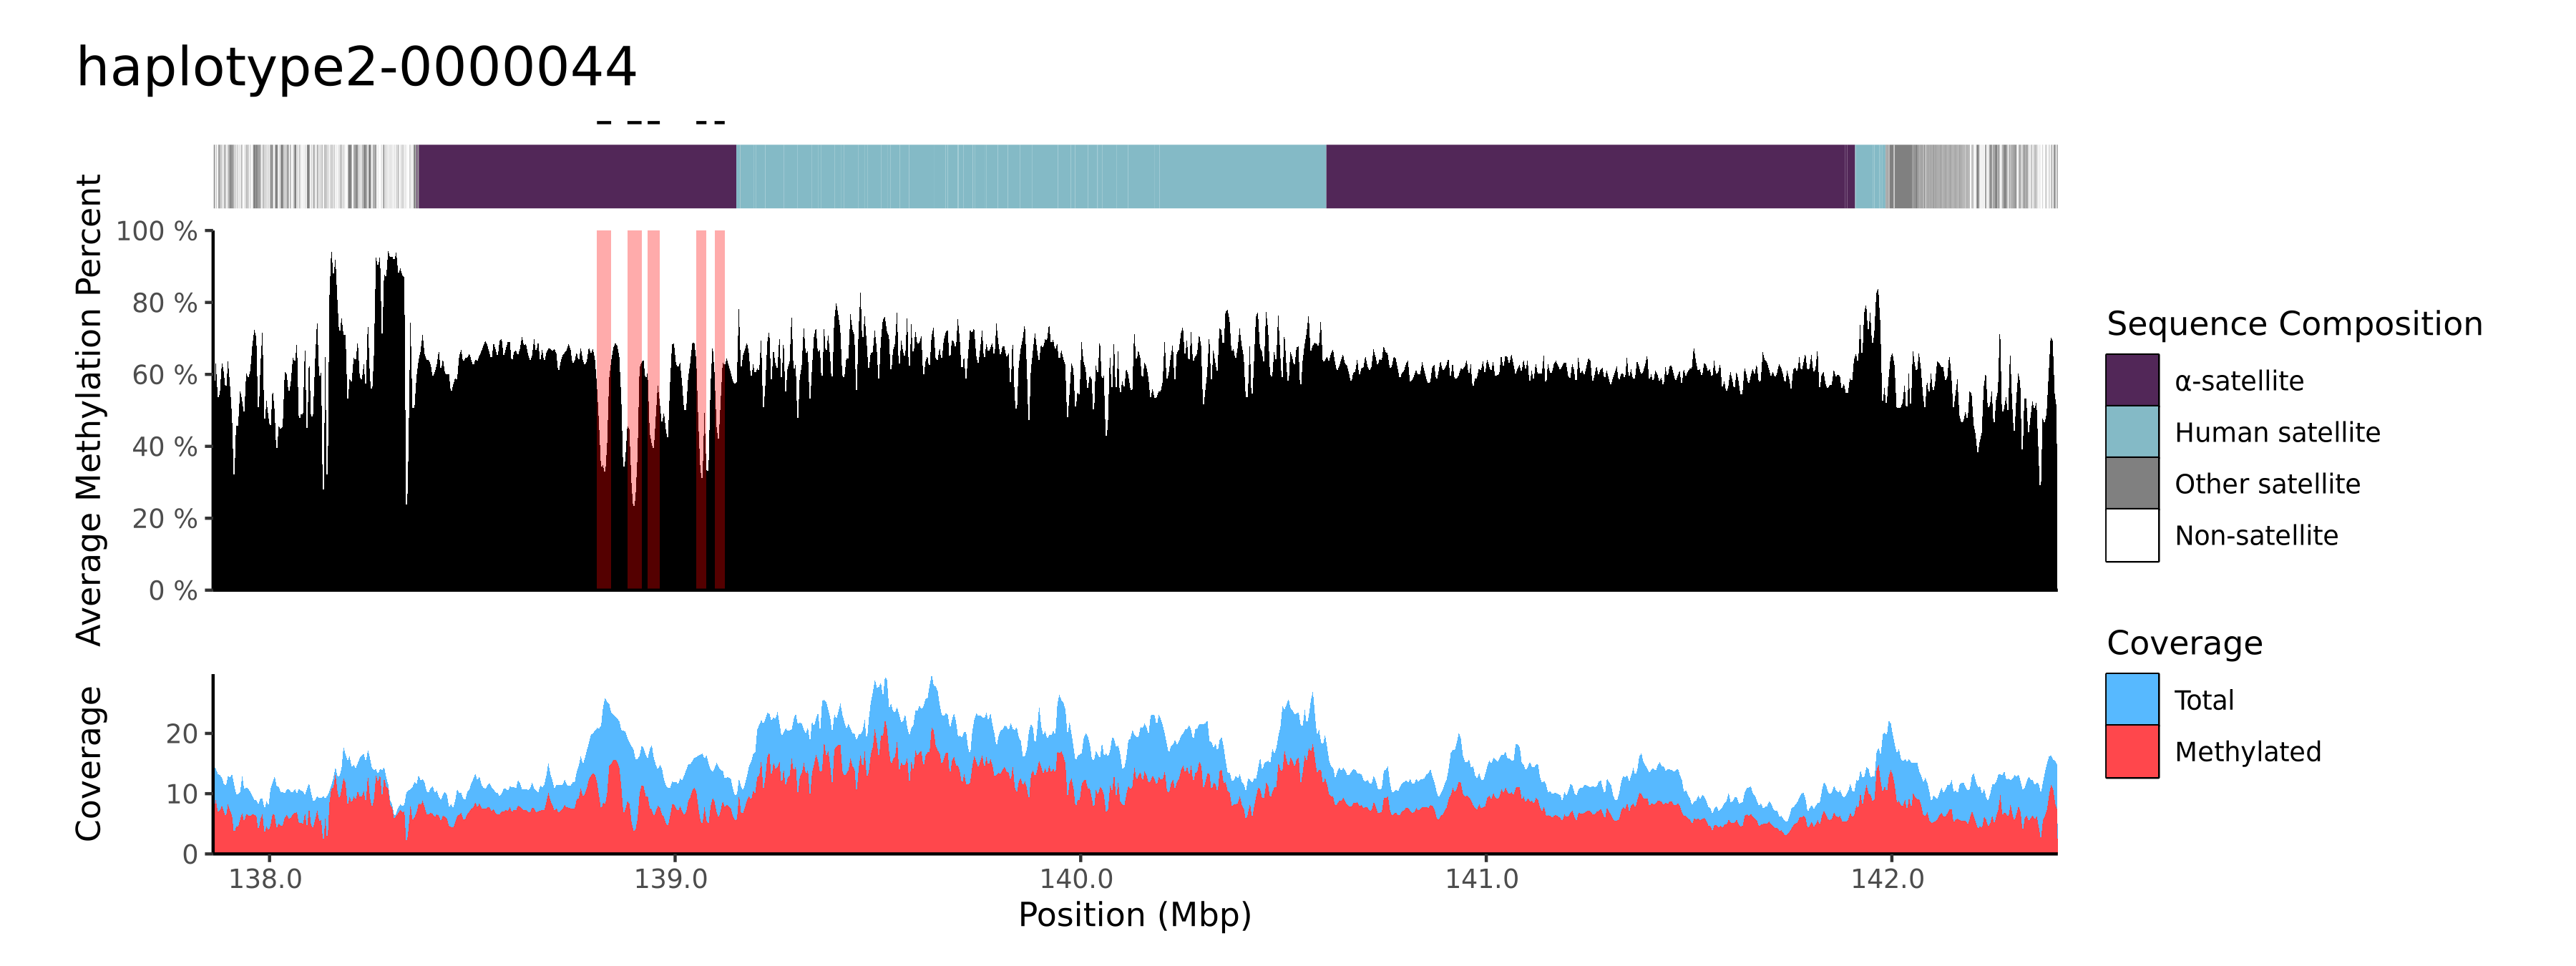 haplotype2-0000044
Average Methylation Percent
100 %
80 %
60 %
40 %
20 %
0 %
Sequence Composition
α-satellite
Human satellite
Other satellite
Non-satellite
Coverage
20
10
0
138.0
139.0
140.0
141.0
142.0
Position (Mbp)
Coverage
Total
Methylated